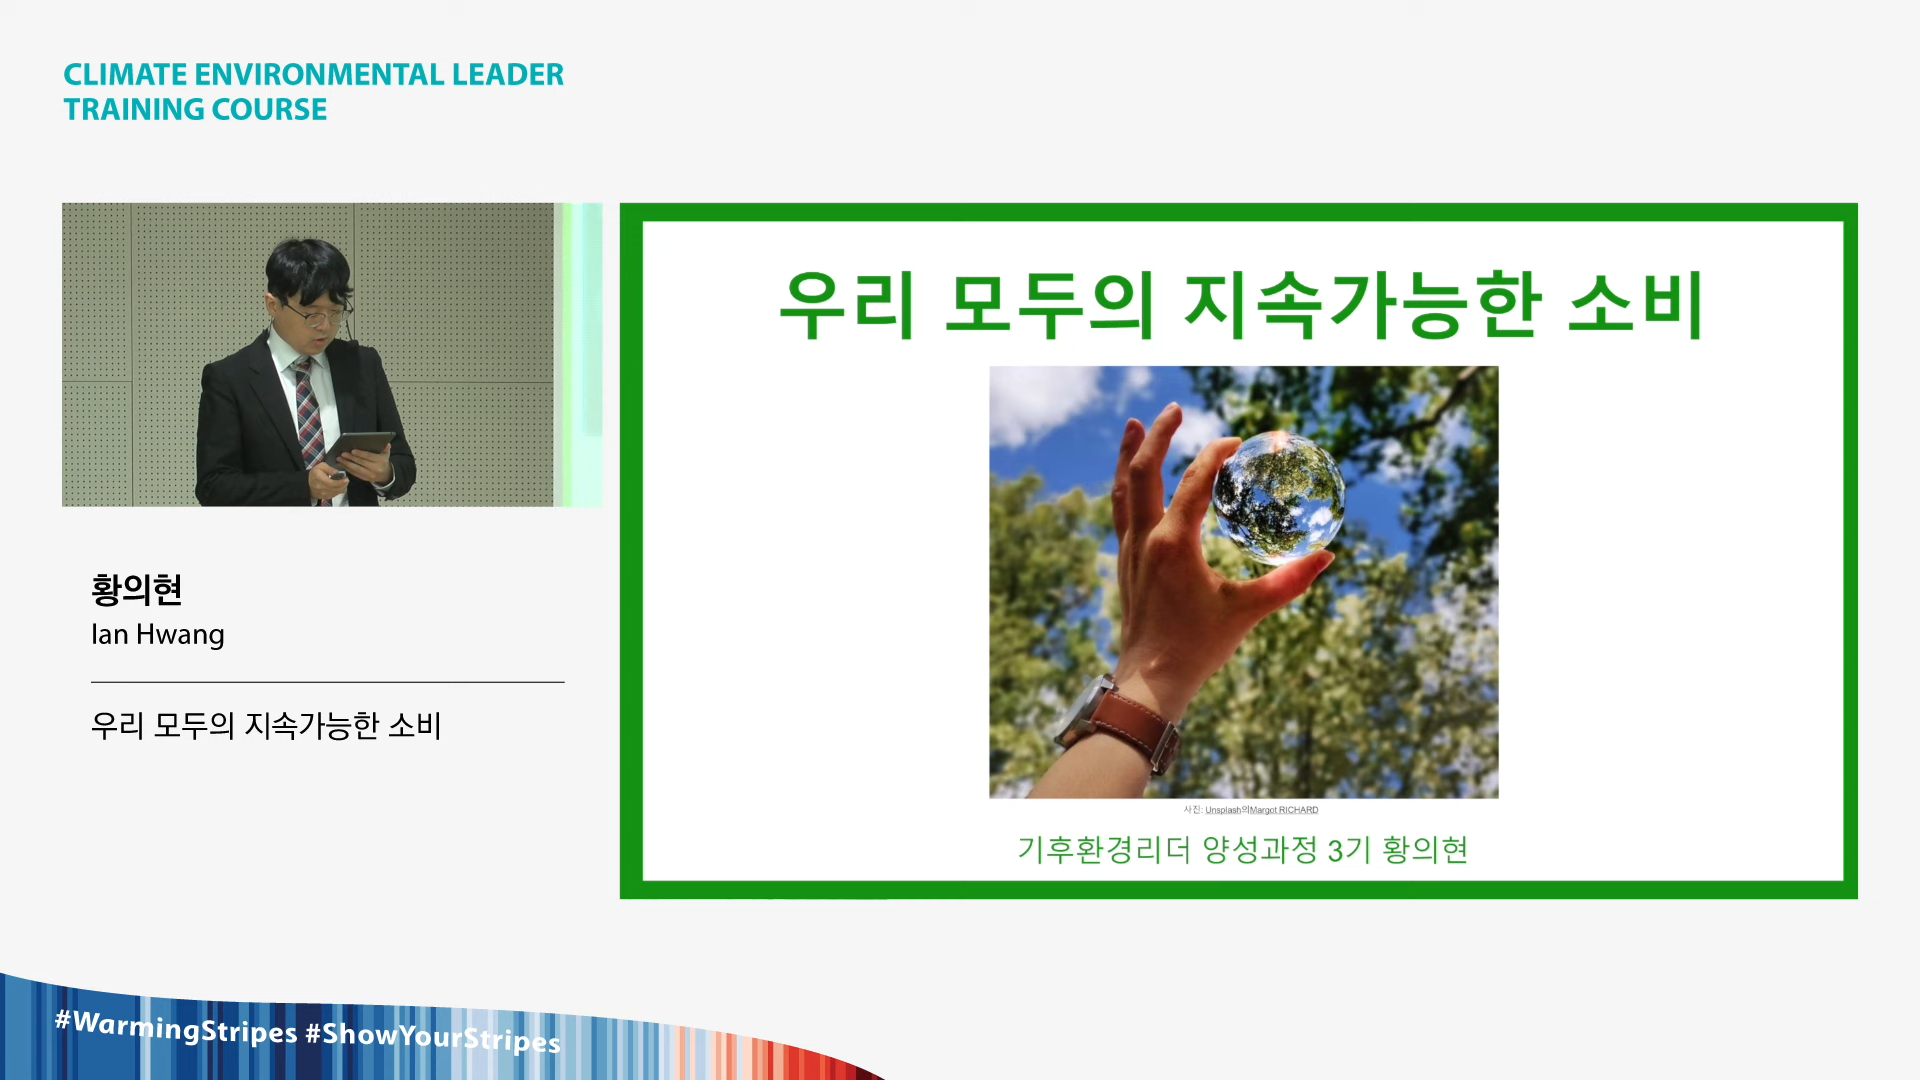 CLIMATE ENVIRONMENTAL LEADER
TRAINING COURSE
황의현
Ian Hwang
우리 모두의 지속가능한 소비
우리 모두의 지속가능한 소비
사진: Unsplash의Margot RICHARD
기후환경리더 양성과정 3기 황의현
#WarmingStripes #ShowYourStripes